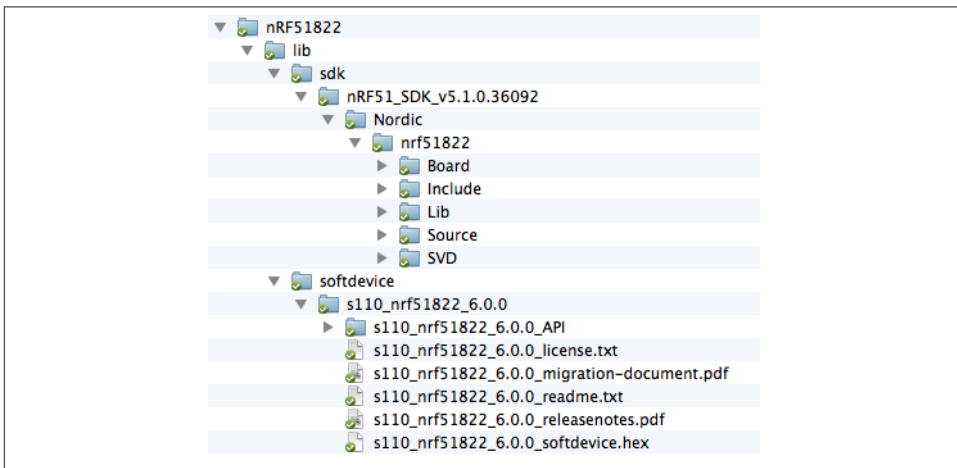 nRF51822
lib
sdk
nRF51_SDK_v5.1.0.36092
Nordic
nrf51822
Board
Include
Lib
Source
SVD
softdevice
s110_nrf51822_6.0.0
s110_nrf51822_6.0.0_API
s110_nrf51822_6.0.0_license.txt
s110_nrf51822_6.0.0_migration-document.pdf
s110_nrf51822_6.0.0_readme.txt
s110_nrf51822_6.0.0_releasenotes.pdf
s110_nrf51822_6.0.0_softdevice.hex